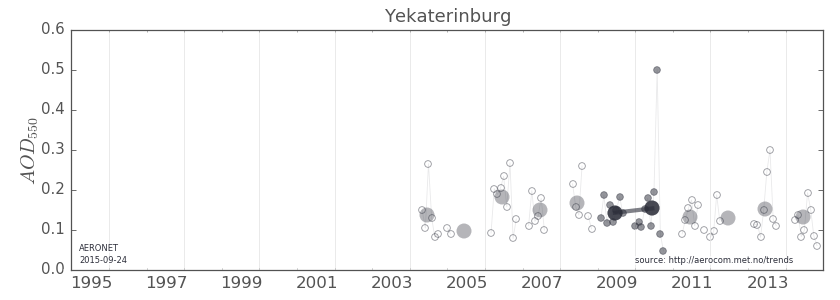 Yekaterinburg
0.6
0.5
0.4
0.3
0.2
0.1
0.0
AOD550
AERONET
2015-09-24
source: http://aerocom.met.no/trends
1995 1997 1999 2001 2003 2005 2007 2009 2011 2013